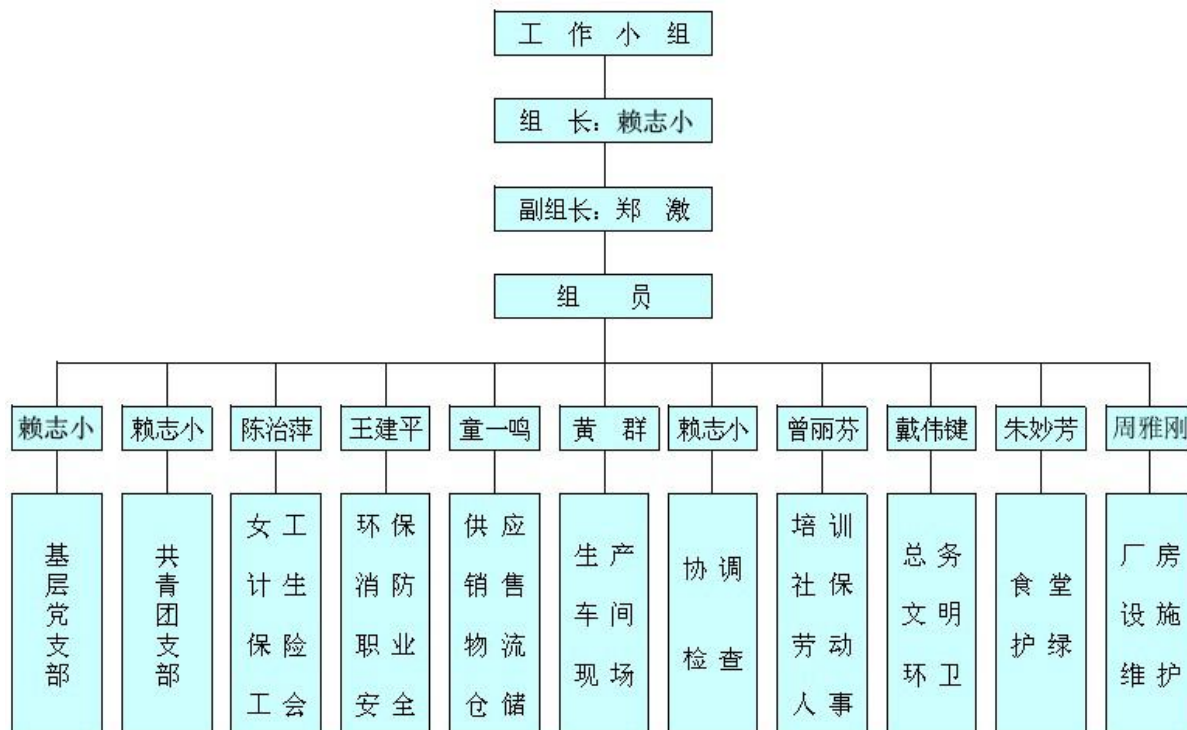 工作小组
组 长：赖志小
副组长：郑 激
组 员
赖志小 赖志小 陈治萍 王建平 童一鸣 黄 群 赖志小 曾丽芬 戴伟键 朱妙芳 周雅刚
基层党支部
共青团支部
女工
计生
保险
工会
环保
消防
职业
安全
供应
销售
物流
仓储
生产
车间
现场
协调
检查
培训
社保
劳动
人事
总务
文明
环卫
食堂
护绿
厂房
设施
维护